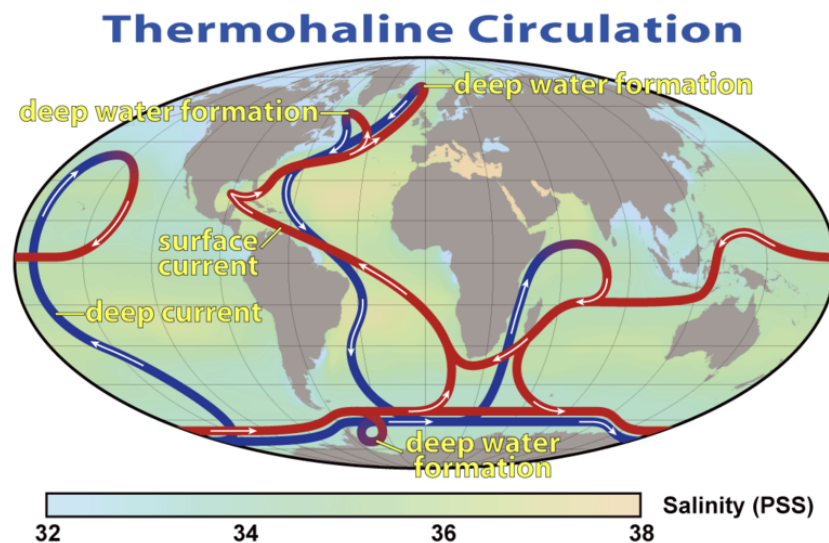 Thermohaline Circulation
deep water formation
deep water formation
surface
current
deep current
deep water
formation
Salinity (PSS)
32 34 36 38